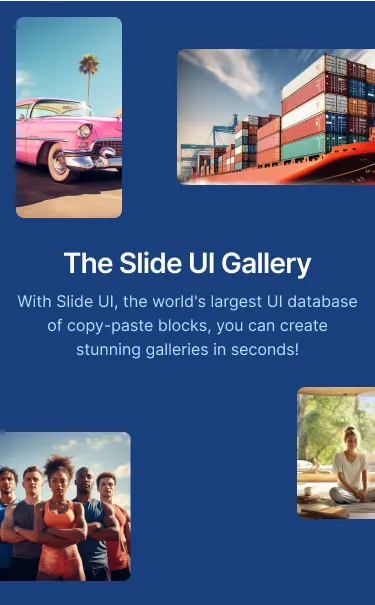 The Slide UI Gallery
With Slide UI, the world's largest UI database
of copy-paste blocks, you can create
stunning galleries in seconds!